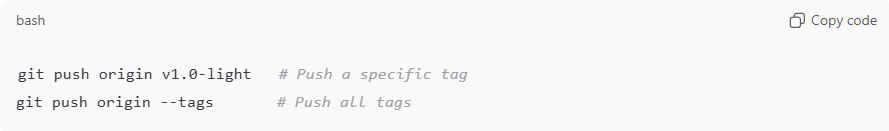 bash
Copy code
git push origin v1.0-light   # Push a specific tag
git push origin --tags       # Push all tags